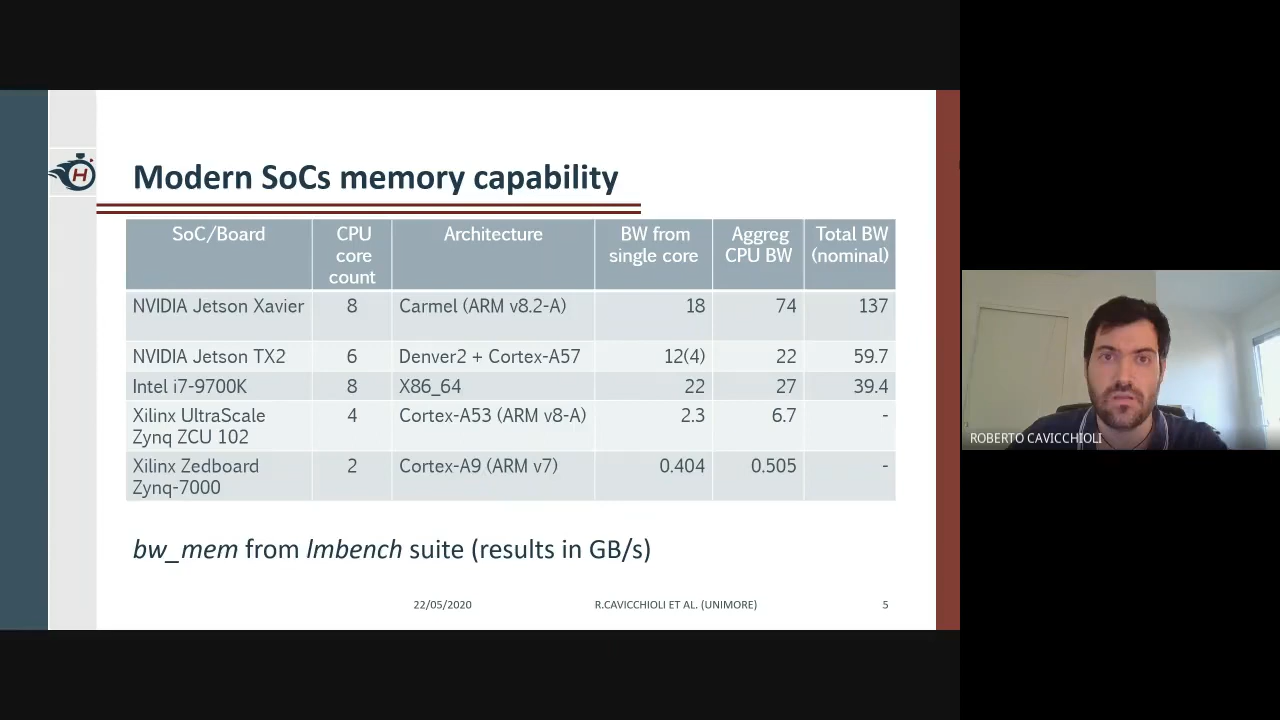 Modern SoCs memory capability
SoC/Board
CPU
core
count
Architecture
BW from
single core
Aggreg
CPU BW
Total BW
(nominal)
NVIDIA Jetson Xavier 8 Carmel (ARM v8.2-A) 18 74 137
NVIDIA Jetson TX2 6 Denver2 + Cortex-A57 12(4) 22 59.7
Intel i7-9700K 8 X86_64 22 27 39.4
Xilinx UltraScale
Zynq ZCU 102
4 Cortex-A53 (ARM v8-A) 2.3 6.7 -
Xilinx Zedboard
Zynq-7000
2 Cortex-A9 (ARM v7) 0.404 0.505 -
bw_mem from lmbench suite (results in GB/s)
22/05/2020 R.CAVICCHIOLI ET AL. (UNIMORE) 5
ROBERTO CAVICCHIOLI
H